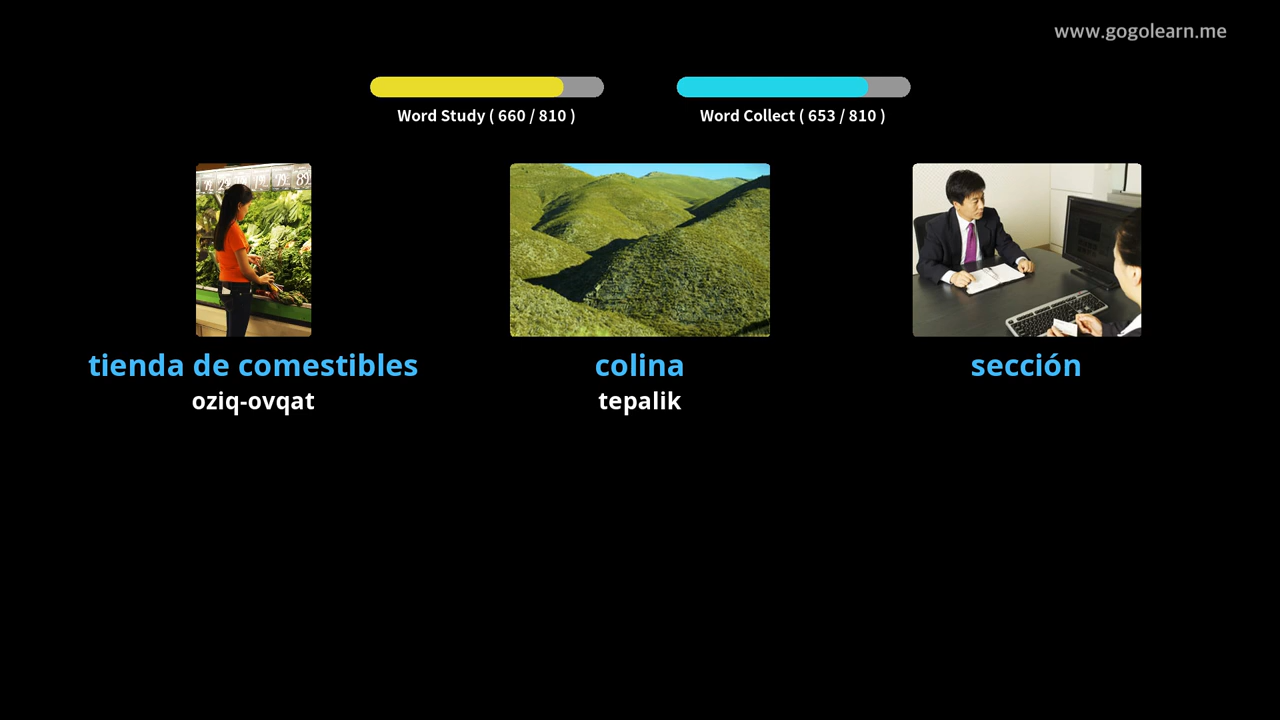 www.gogolearn.me
Word Study ( 660 / 810 )
Word Collect ( 653 / 810 )
tienda de comestibles
oziq-ovqat
colina
tepalik
sección